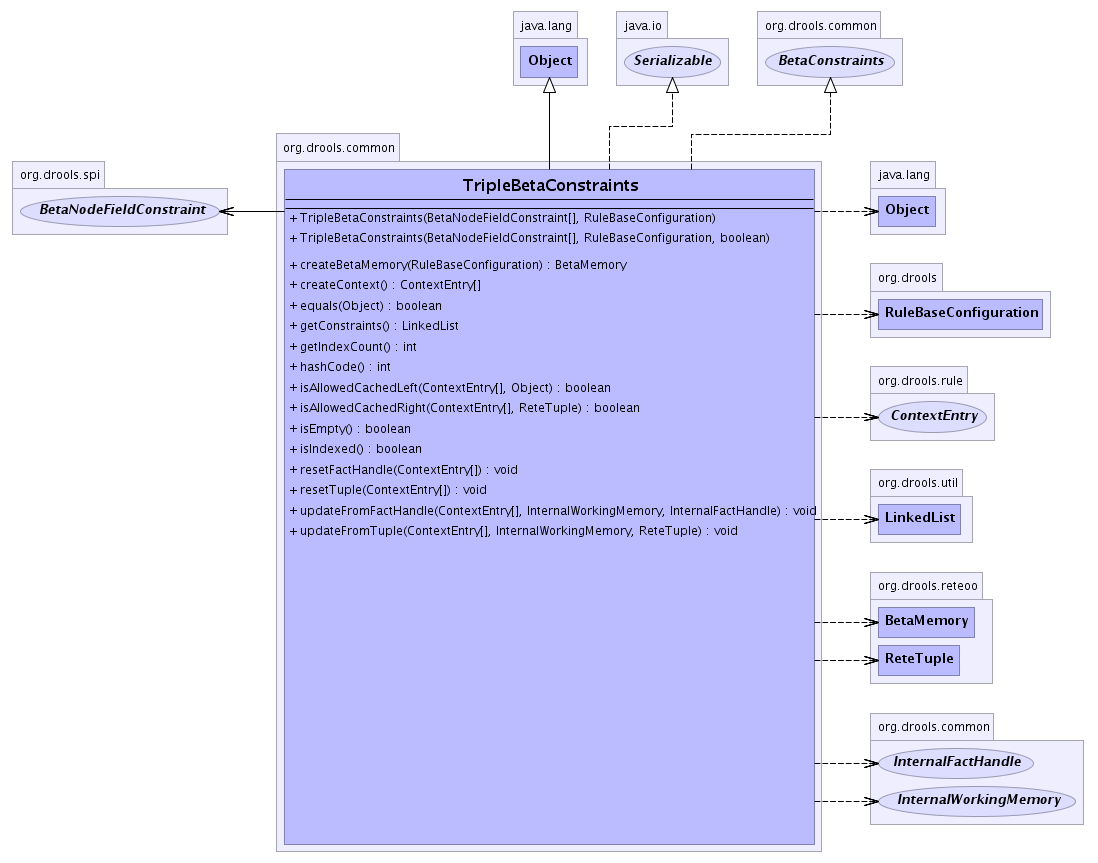 java.lang
Object
java.io
Serializable
org.drools.common
BetaConstraints
org.drools.spi
BetaNodeFieldConstraint
org.drools.common
TripleBetaConstraints
+ TripleBetaConstraints(BetaNodeFieldConstraint[], RuleBaseConfiguration)
+ TripleBetaConstraints(BetaNodeFieldConstraint[], RuleBaseConfiguration, boolean)
+ createBetaMemory(RuleBaseConfiguration) : BetaMemory
+ createContext() : ContextEntry[]
+ equals(Object) : boolean
+ getConstraints() : LinkedList
+ getIndexCount() : int
+ hashCode() : int
+ isAllowedCachedLeft(ContextEntry[], Object) : boolean
+ isAllowedCachedRight(ContextEntry[], ReteTuple) : boolean
+ isEmpty() : boolean
+ isIndexed() : boolean
+ resetFactHandle(ContextEntry[]) : void
+ resetTuple(ContextEntry[]) : void
+ updateFromFactHandle(ContextEntry[], InternalWorkingMemory, InternalFactHandle) : void
+ updateFromTuple(ContextEntry[], InternalWorkingMemory, ReteTuple) : void
java.lang
Object
org.drools
RuleBaseConfiguration
org.drools.rule
ContextEntry
org.drools.util
LinkedList
org.drools.reteoo
BetaMemory
ReteTuple
org.drools.common
InternalFactHandle
InternalWorkingMemory